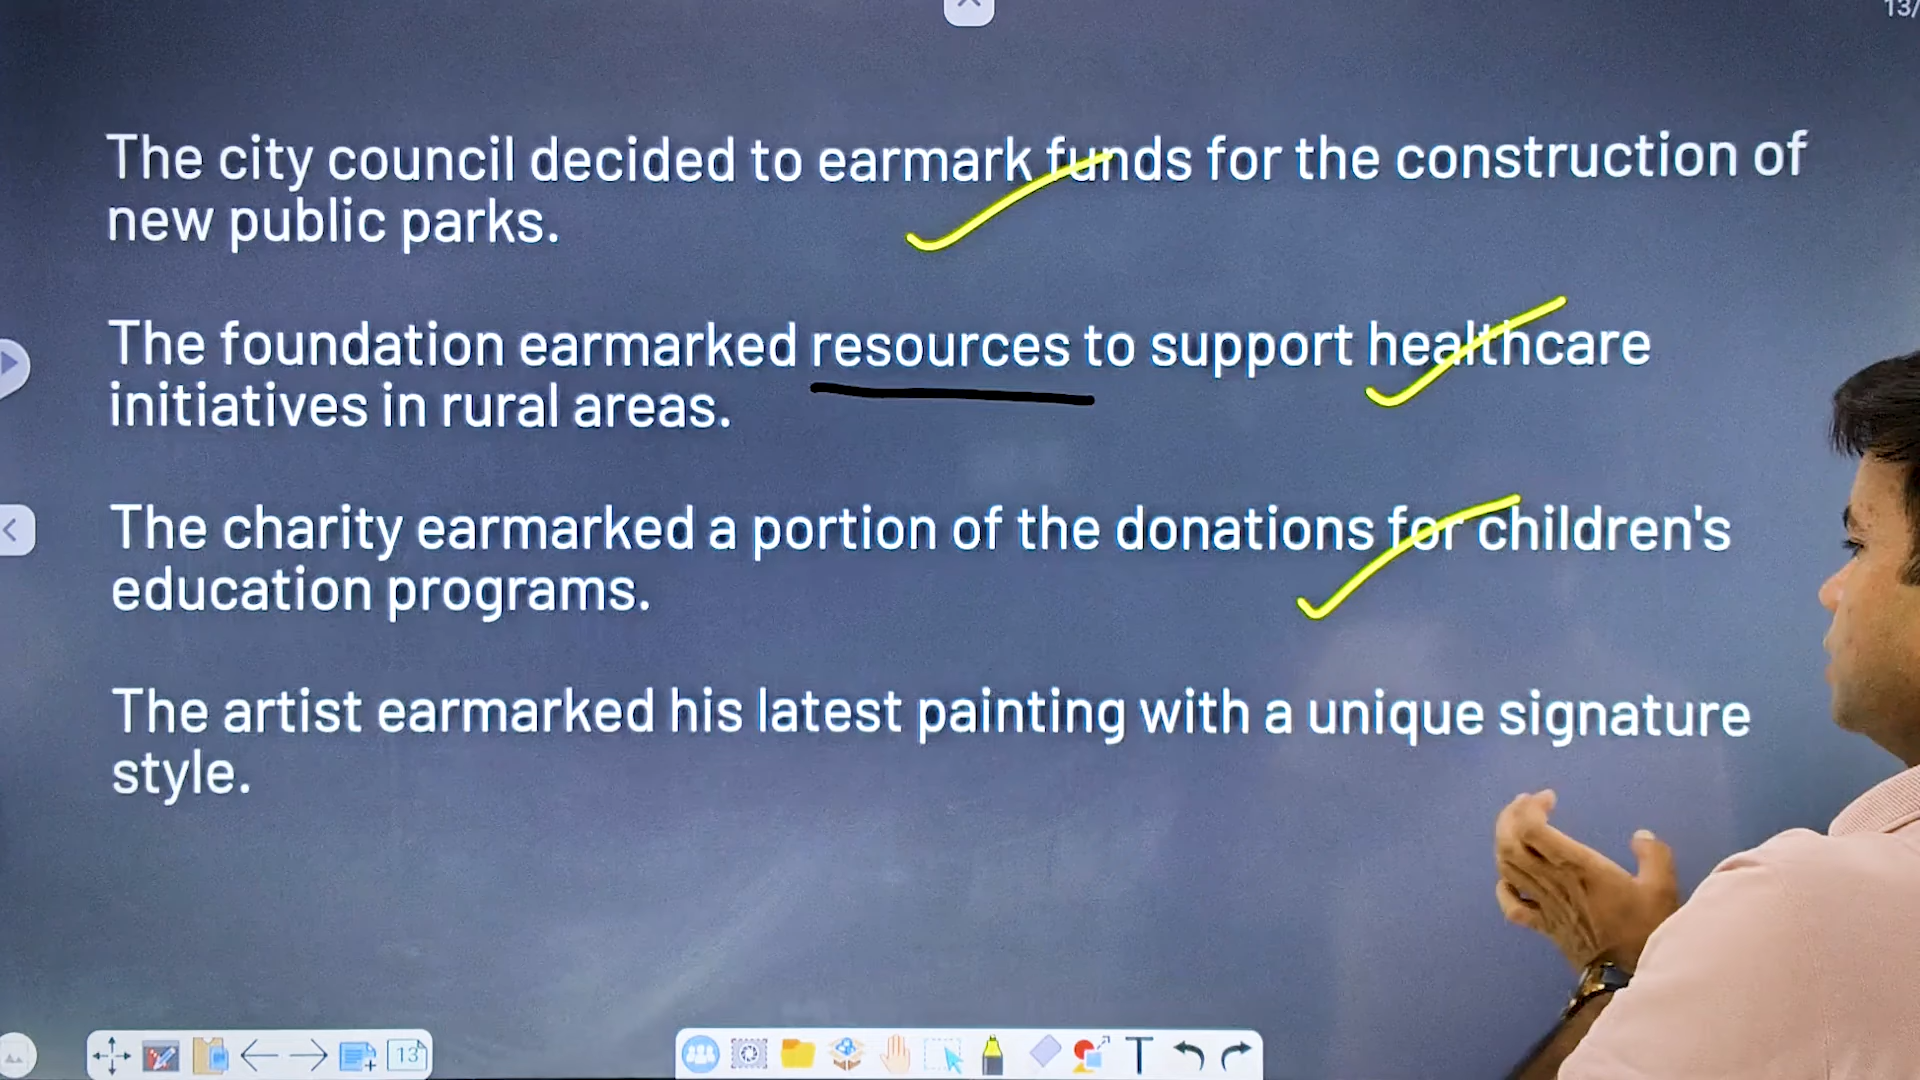 13/
The city council decided to earmark funds for the construction of
new public parks.
The foundation earmarked resources to support healthcare
initiatives in rural areas.
The charity earmarked a portion of the donations for children's
education programs.
The artist earmarked his latest painting with a unique signature
style.
13
T